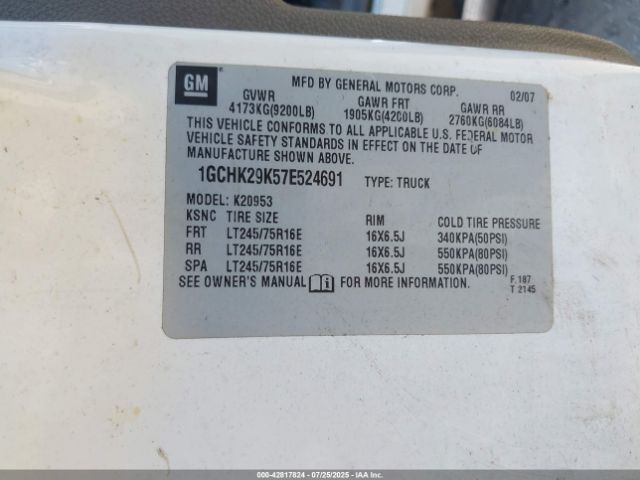 GM
MFD BY GENERAL MOTORS CORP. 02/07
GVWR GAWR FRT GAWR RR
4173KG(9200LB) 1905KG(4200LB) 2760KG(6084LB)
THIS VEHICLE CONFORMS TO ALL APPLICABLE U.S. FEDERAL MOTOR
VEHICLE SAFETY STANDARDS IN EFFECT ON THE DATE OF
MANUFACTURE SHOWN ABOVE.
1GCHK29K57E524691 TYPE: TRUCK
MODEL: K20953
KSNC TIRE SIZE RIM COLD TIRE PRESSURE
FRT LT245/75R16E 16X6.5J 340KPA(50PSI)
RR LT245/75R16E 16X6.5J 550KPA(80PSI)
SPA LT245/75R16E 16X6.5J 550KPA(80PSI)
SEE OWNER'S MANUAL FOR MORE INFORMATION.
F. 187
T 2145
000-42817824 | 07/25/2025 - IAAI.COM